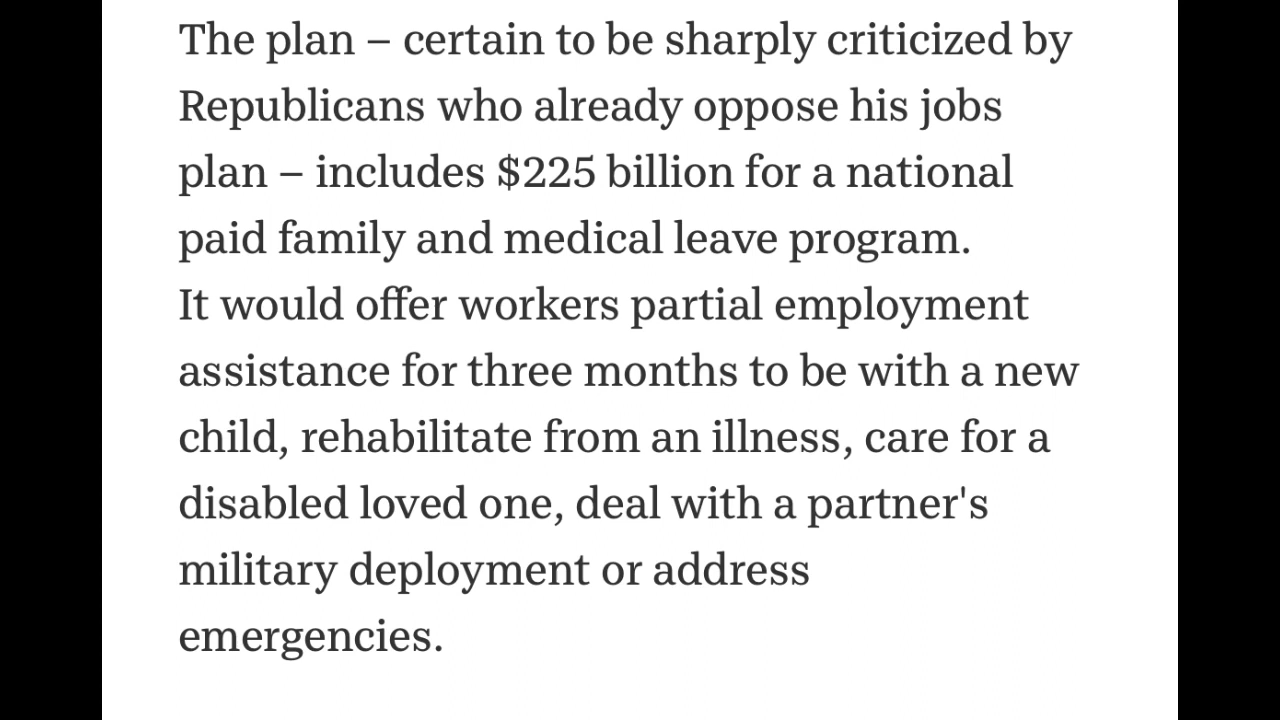 The plan – certain to be sharply criticized by
Republicans who already oppose his jobs
plan – includes $225 billion for a national
paid family and medical leave program.
It would offer workers partial employment
assistance for three months to be with a new
child, rehabilitate from an illness, care for a
disabled loved one, deal with a partner's
military deployment or address
emergencies.